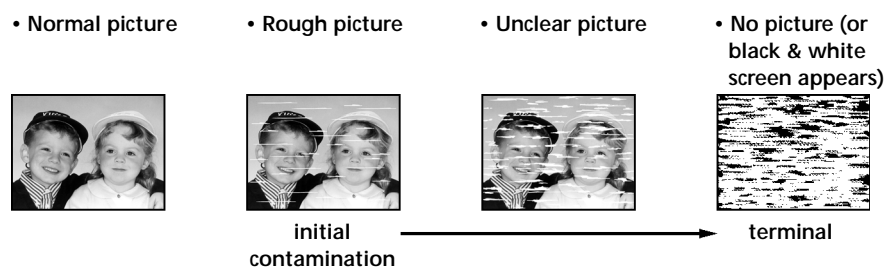 • Normal picture
• Rough picture
• Unclear picture
• No picture (or
black & white
screen appears)
initial
contamination
terminal